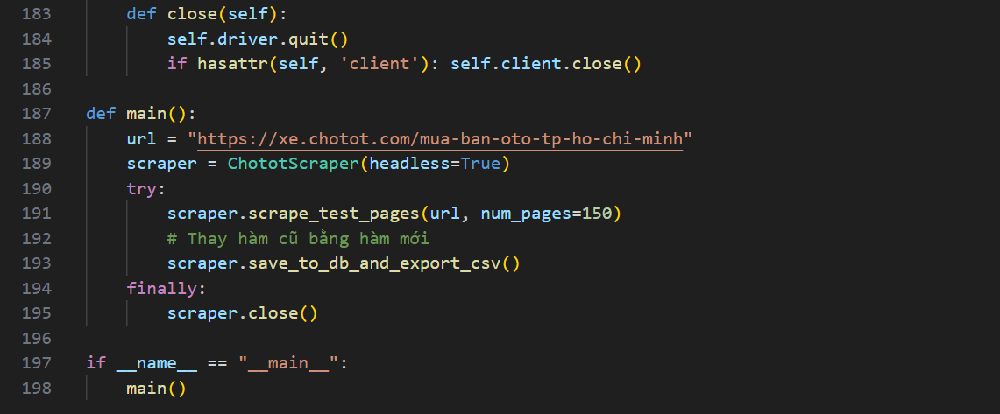 183 def close(self):
184 self.driver.quit()
185 if hasattr(self, 'client'): self.client.close()
186
187 def main():
188 url = "https://xe.chotot.com/mua-ban-oto-tp-ho-chi-minh"
189 scraper = ChototScraper(headless=True)
190 try:
191 scraper.scrape_test_pages(url, num_pages=150)
192 # Thay hàm cũ bằng hàm mới
193 scraper.save_to_db_and_export_csv()
194 finally:
195 scraper.close()
196
197 if __name__ == "__main__":
198 main()